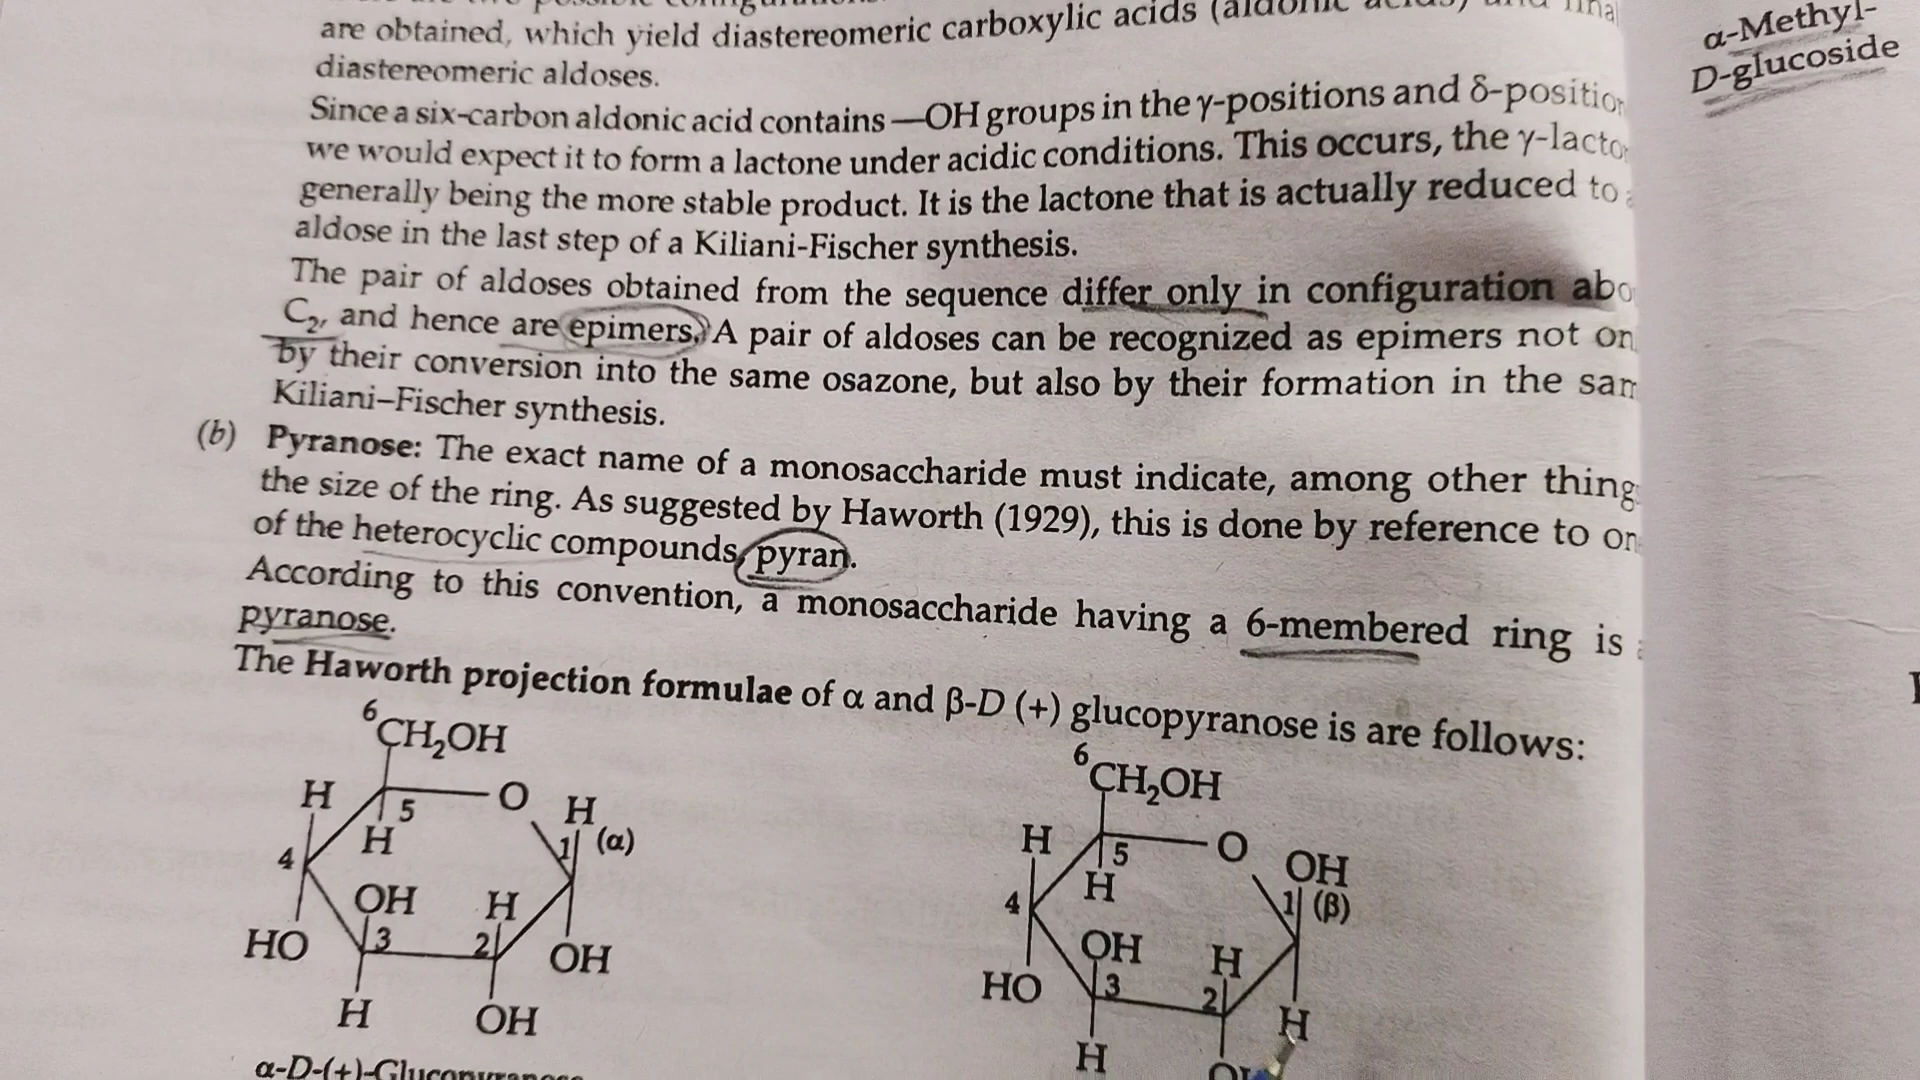 are obtained, which yield diastereomeric carboxylic acids (aldonic acids) and
diastereomeric aldoses.
Since a six-carbon aldonic acid contains —OH groups in the γ-positions and δ-position
we would expect it to form a lactone under acidic conditions. This occurs, the γ-lacto
generally being the more stable product. It is the lactone that is actually reduced to
aldose in the last step of a Kiliani-Fischer synthesis.
The pair of aldoses obtained from the sequence differ only in configuration abo
C₂, and hence are epimers. A pair of aldoses can be recognized as epimers not on
by their conversion into the same osazone, but also by their formation in the sam
Kiliani–Fischer synthesis.
(b) Pyranose: The exact name of a monosaccharide must indicate, among other thing
the size of the ring. As suggested by Haworth (1929), this is done by reference to on
of the heterocyclic compounds, pyran.
According to this convention, a monosaccharide having a 6-membered ring is
pyranose.
The Haworth projection formulae of α and β-D (+) glucopyranose is are follows:
⁶CH₂OH
H 5 O H
H 1 (α)
4
OH H
HO 3 2 OH
H OH
α-D-(+)-Glucopyranose
⁶CH₂OH
H 5 O OH
H 1 (β)
4
OH H
HO 3 2 H
H
α-Methyl-
D-glucoside